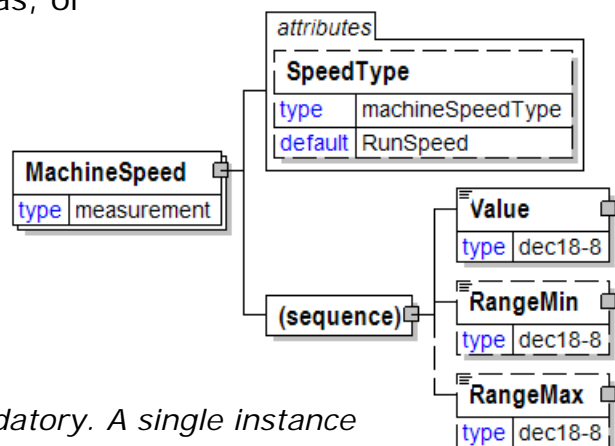 attributes
SpeedType
type machineSpeedType
default RunSpeed
MachineSpeed
type measurement
Value
type dec18-8
(sequence)
RangeMin
type dec18-8
RangeMax
type dec18-8
A single instance